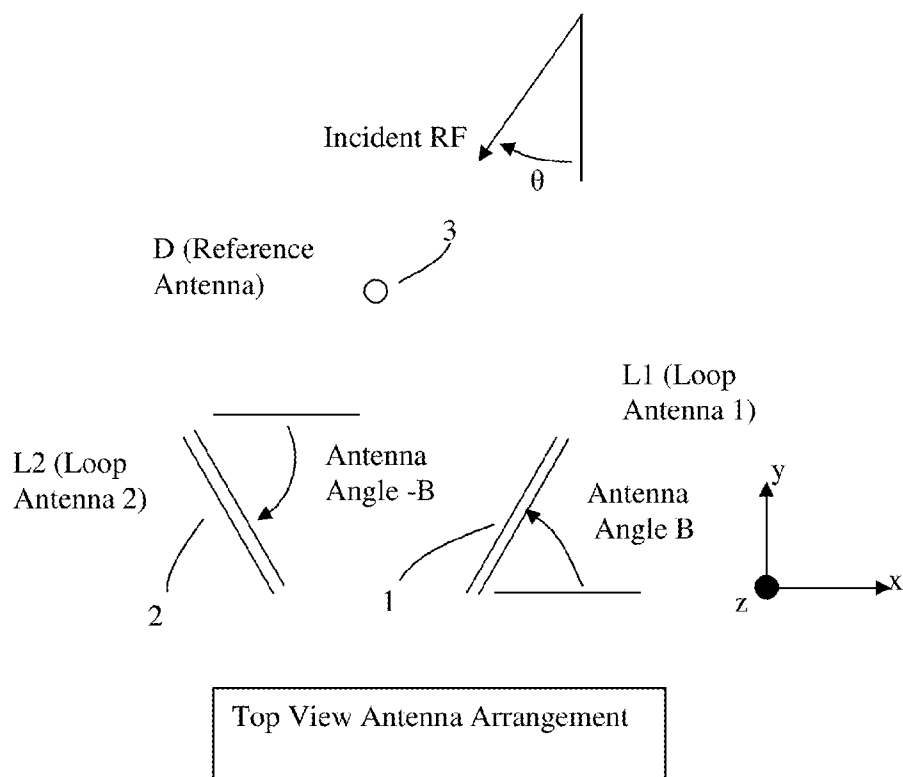 Incident RF
θ
3
D (Reference
Antenna)
L1 (Loop
Antenna 1)
L2 (Loop
Antenna 2)
Antenna
Angle -B
Antenna
Angle B
y
x
z
1
2
Top View Antenna Arrangement